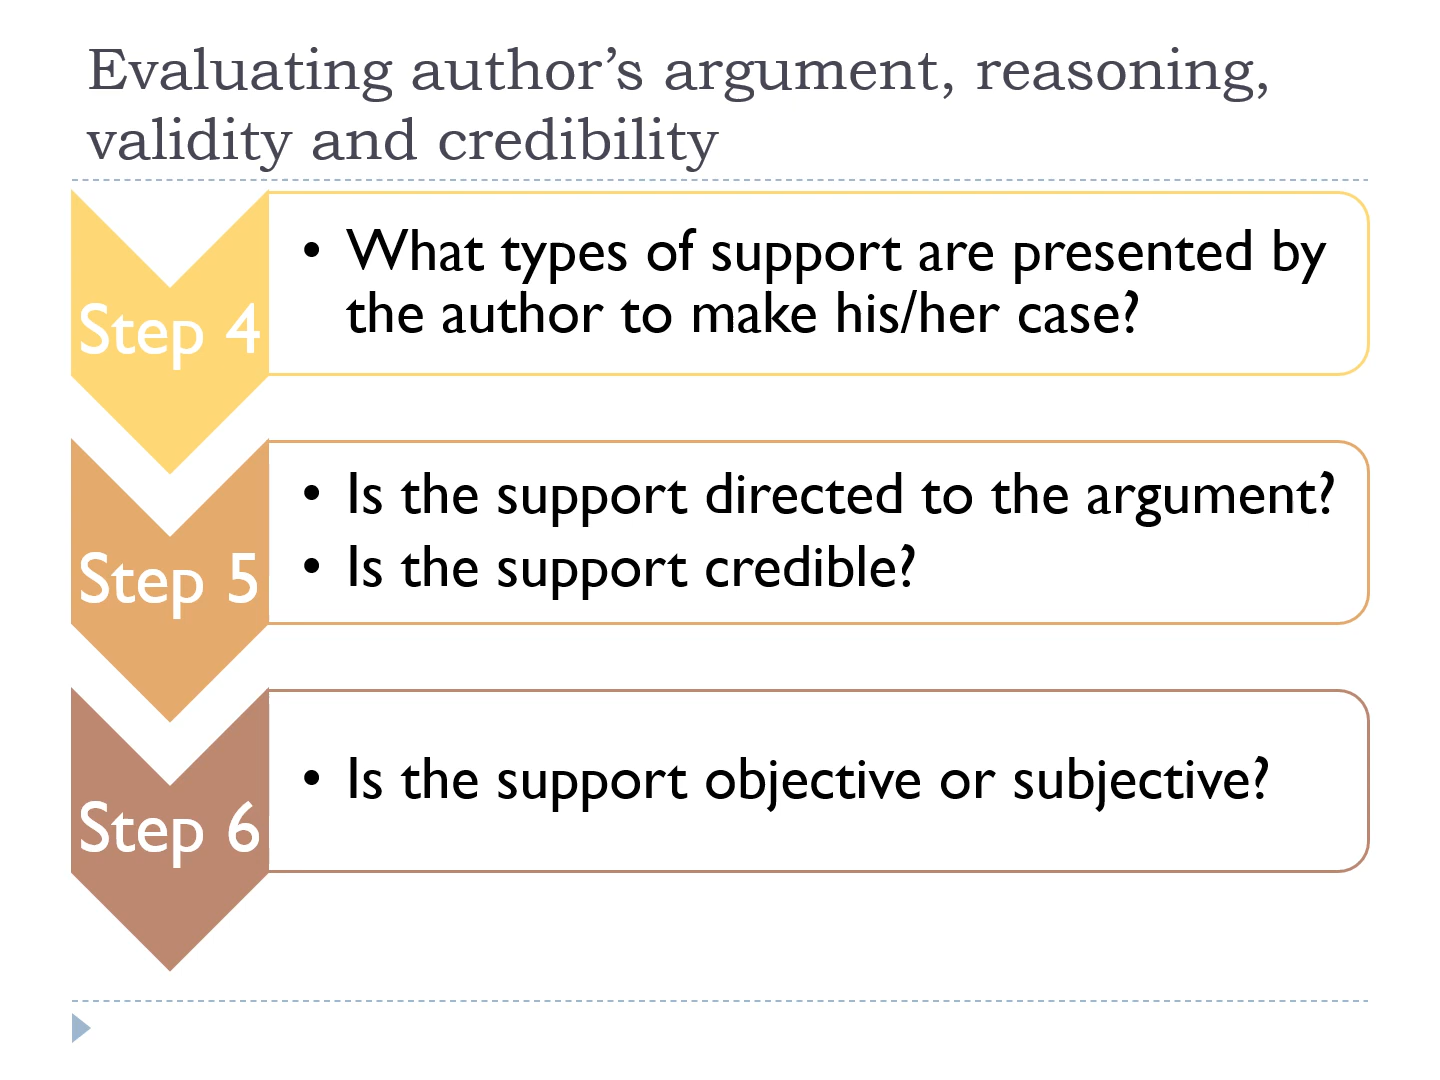 Evaluating author’s argument, reasoning,
validity and credibility
Step 4
• What types of support are presented by
the author to make his/her case?
Step 5
• Is the support directed to the argument?
• Is the support credible?
Step 6
• Is the support objective or subjective?